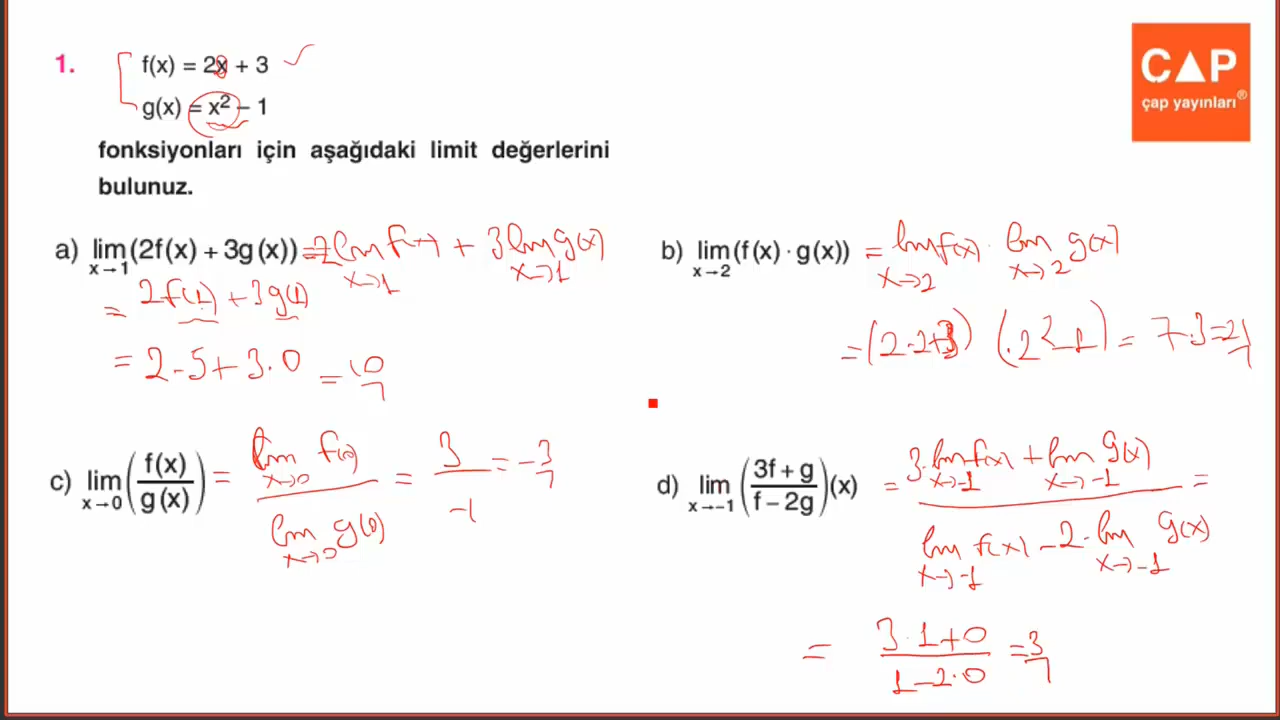 1. f(x) = 2x + 3
g(x) = x² – 1
fonksiyonları için aşağıdaki limit değerlerini
bulunuz.
ÇAP
çap yayınları®
a) lim x→1 (2f(x) + 3g(x)) = 2 lim x→1 f(x) + 3 lim x→1 g(x)
= 2f(1) + 3g(1)
= 2·5 + 3·0 = 10
b) lim x→2 (f(x) · g(x)) = lim x→2 f(x) · lim x→2 g(x)
= (2·2+3) (2² – 1) = 7·3 = 21
c) lim x→0 (f(x) / g(x)) = lim x→0 f(x) / lim x→0 g(x) = 3 / -1 = -3
d) lim x→-1 ((3f + g) / (f – 2g)) (x) = (3·lim x→-1 f(x) + lim x→-1 g(x)) / (lim x→-1 f(x) – 2·lim x→-1 g(x)) =
= (3·1+0) / (1–2·0) = 3